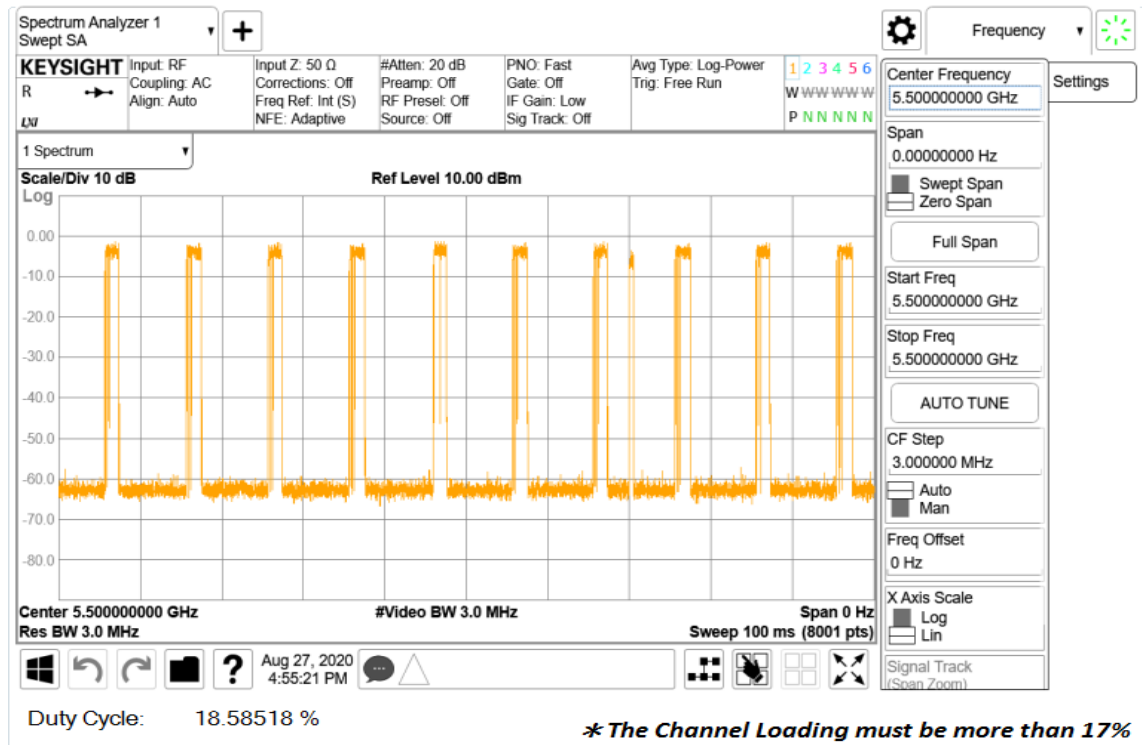 Spectrum Analyzer 1
Swept SA
+
Frequency
KEYSIGHT
R
LXI
Input: RF
Coupling: AC
Align: Auto
Input Z: 50 Ω
Corrections: Off
Freq Ref: Int (S)
NFE: Adaptive
#Atten: 20 dB
Preamp: Off
RF Presel: Off
Source: Off
PNO: Fast
Gate: Off
IF Gain: Low
Sig Track: Off
Avg Type: Log-Power
Trig: Free Run
1 2 3 4 5 6
W W W W W W
P N N N N N
1 Spectrum
Scale/Div 10 dB
Ref Level 10.00 dBm
Log
0.00
-10.0
-20.0
-30.0
-40.0
-50.0
-60.0
-70.0
-80.0
Center 5.500000000 GHz
#Video BW 3.0 MHz
Span 0 Hz
Res BW 3.0 MHz
Sweep 100 ms (8001 pts)
Center Frequency
5.500000000 GHz
Settings
Span
0.00000000 Hz
Swept Span
Zero Span
Full Span
Start Freq
5.500000000 GHz
Stop Freq
5.500000000 GHz
AUTO TUNE
CF Step
3.000000 MHz
Auto
Man
Freq Offset
0 Hz
X Axis Scale
Log
Lin
Signal Track
(Span Zoom)
?
Aug 27, 2020
4:55:21 PM
Duty Cycle: 18.58518 %
* The Channel Loading must be more than 17%